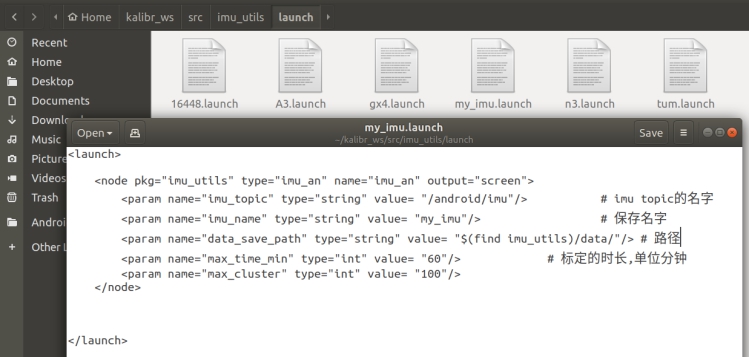 Home kalibr_ws src imu_utils launch
Recent
Home
Desktop
Documents
Music
Videos
Trash
16448.launch A3.launch gx4.launch my_imu.launch n3.launch tum.launch
Open my_imu.launch Save
~/kalibr_ws/src/imu_utils/launch
<launch>
<node pkg="imu_utils" type="imu_an" name="imu_an" output="screen">
<param name="imu_topic" type="string" value= "/android/imu"/> # imu topic的名字
<param name="imu_name" type="string" value= "my_imu"/> # 保存名字
<param name="data_save_path" type="string" value= "$(find imu_utils)/data/"/> # 路径
<param name="max_time_min" type="int" value= "60"/> # 标定的时长,单位分钟
<param name="max_cluster" type="int" value= "100"/>
</node>
</launch>